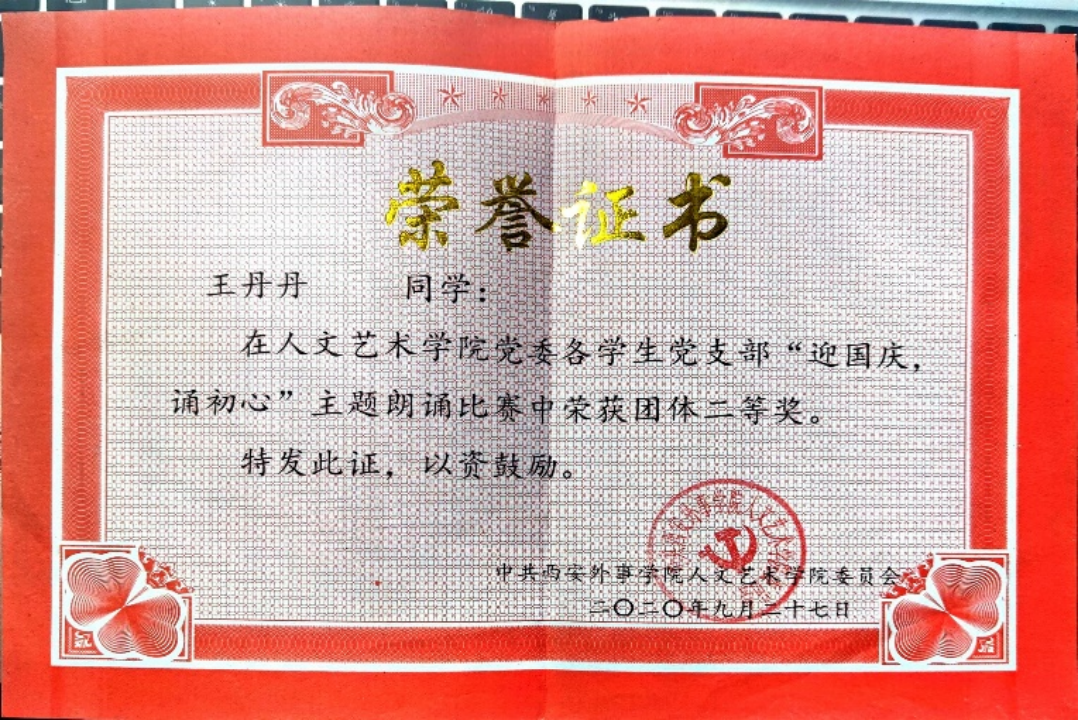 荣誉证书
王丹丹 同学：
在人文艺术学院党委各学生党支部“迎国庆，
诵初心”主题朗诵比赛中荣获团体二等奖。
特发此证，以资鼓励。
中共西安外事学院人文艺术学院委员会
二〇二〇年九月二十七日